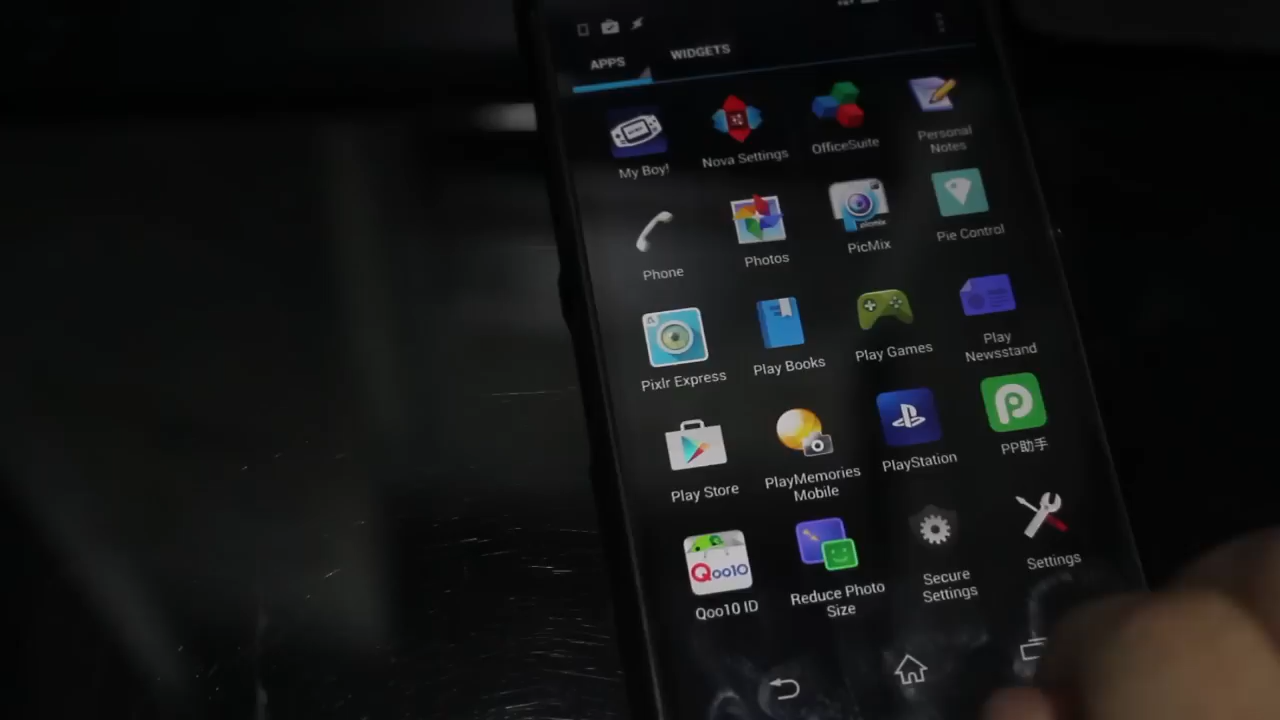 APPS
WIDGETS
My Boy!
Nova Settings
OfficeSuite
Personal
Notes
Phone
Photos
picmix
PicMix
Pie Control
Pixlr Express
Play Books
Play Games
Play
Newsstand
Play Store
PlayMemories
Mobile
PlayStation
PP助手
Qoo10
Qoo10 ID
Reduce Photo
Size
Secure
Settings
Settings